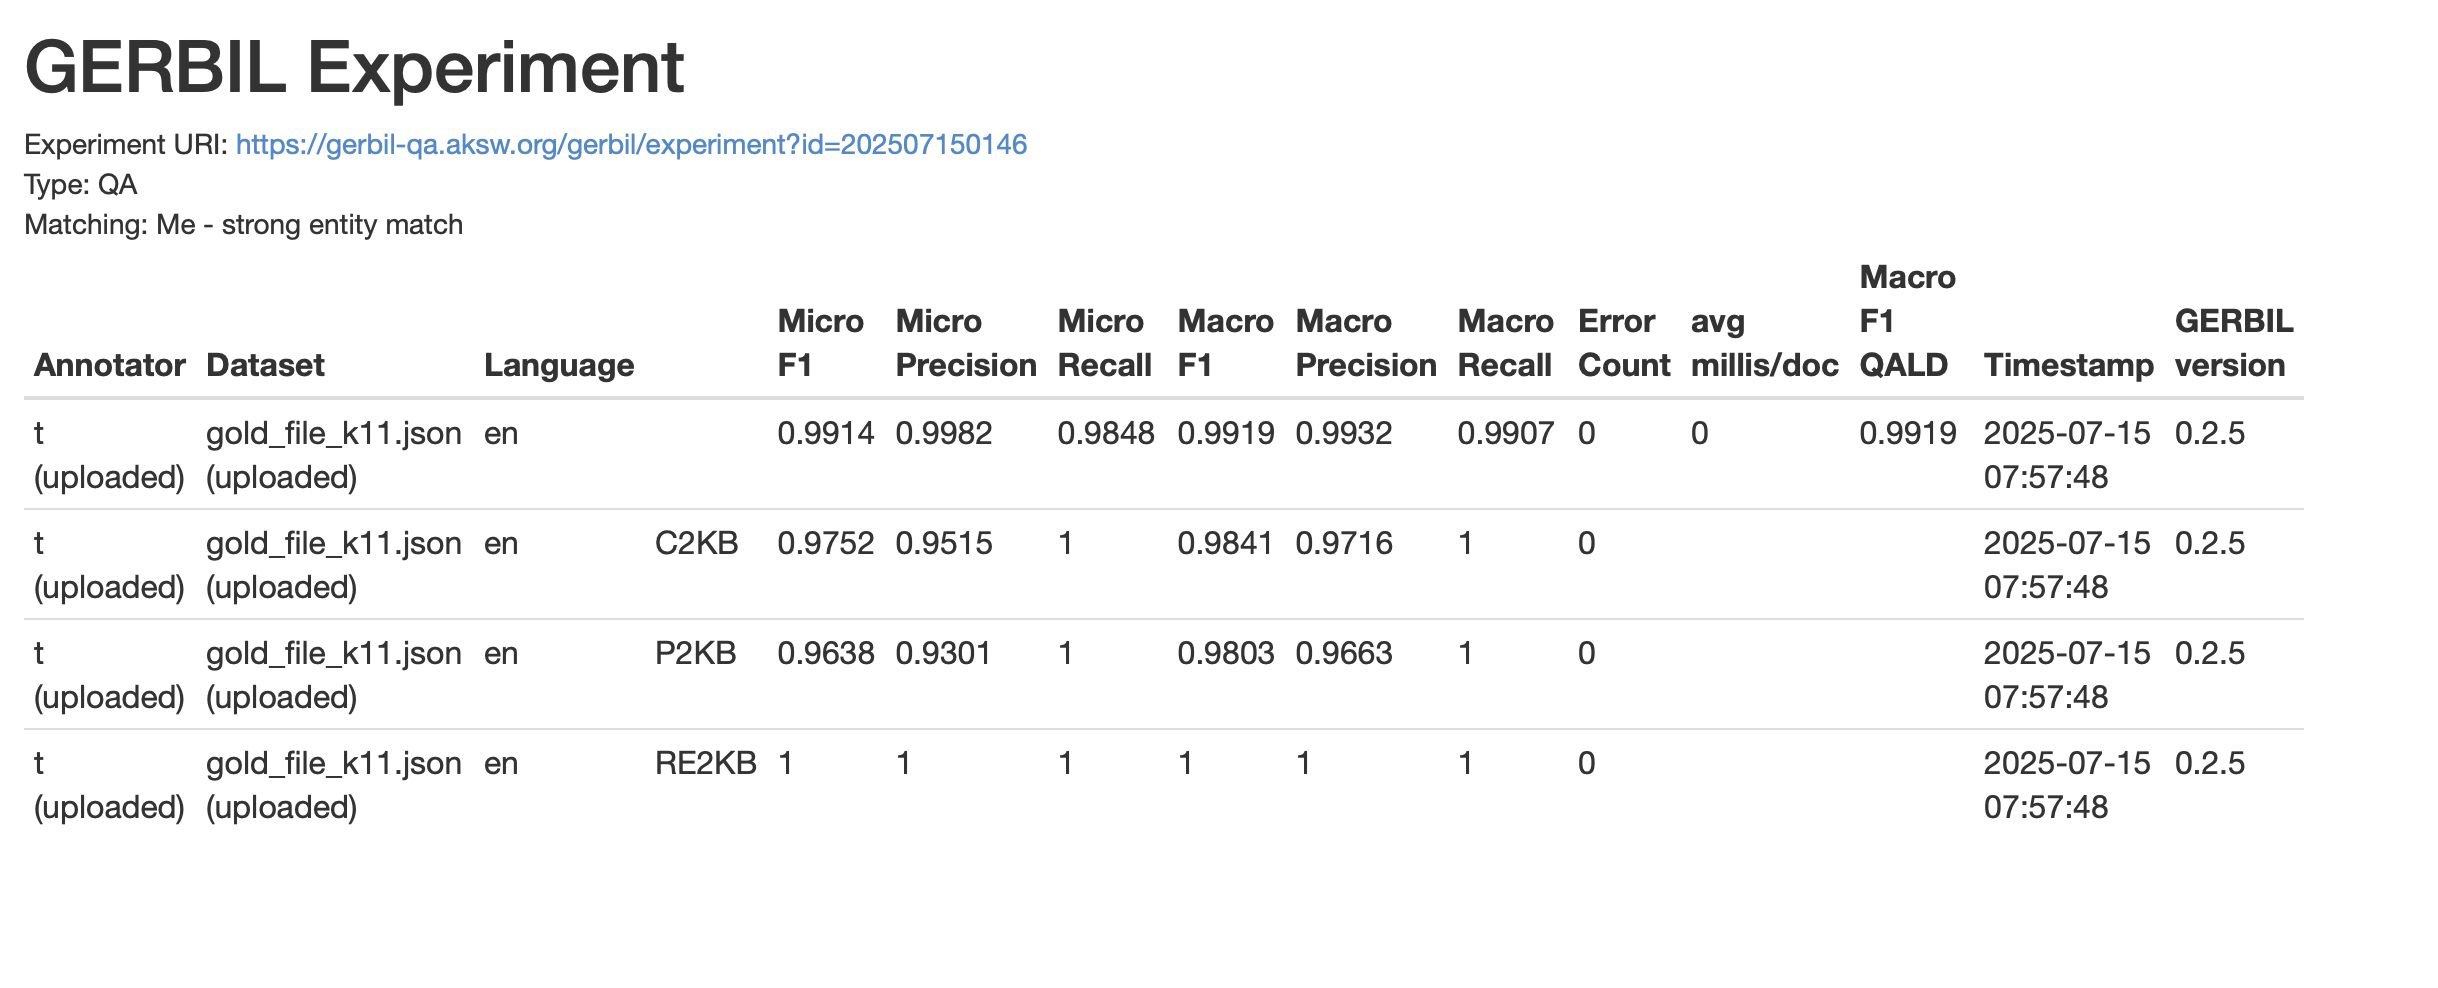 GERBIL Experiment
Experiment URI: https://gerbil-qa.aksw.org/gerbil/experiment?id=202507150146
Type: QA
Matching: Me - strong entity match
Macro
Micro Micro Micro Macro Macro Macro Error avg F1 GERBIL
Annotator Dataset Language F1 Precision Recall F1 Precision Recall Count millis/doc QALD Timestamp version
t gold_file_k11.json en 0.9914 0.9982 0.9848 0.9919 0.9932 0.9907 0 0 0.9919 2025-07-15 0.2.5
(uploaded) (uploaded) 07:57:48
t gold_file_k11.json en C2KB 0.9752 0.9515 1 0.9841 0.9716 1 0 2025-07-15 0.2.5
(uploaded) (uploaded) 07:57:48
t gold_file_k11.json en P2KB 0.9638 0.9301 1 0.9803 0.9663 1 0 2025-07-15 0.2.5
(uploaded) (uploaded) 07:57:48
t gold_file_k11.json en RE2KB 1 1 1 1 1 1 0 2025-07-15 0.2.5
(uploaded) (uploaded) 07:57:48